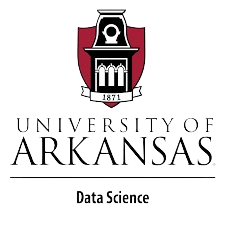 1871
UNIVERSITY OF
ARKANSAS
Data Science